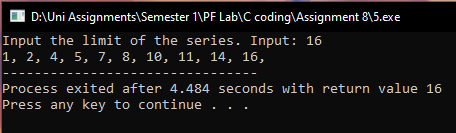 D:\Uni Assignments\Semester 1\PF Lab\C coding\Assignment 8\5.exe
Input the limit of the series. Input: 16
1, 2, 4, 5, 7, 8, 10, 11, 14, 16,
--------------------------------
Process exited after 4.484 seconds with return value 16
Press any key to continue . . .